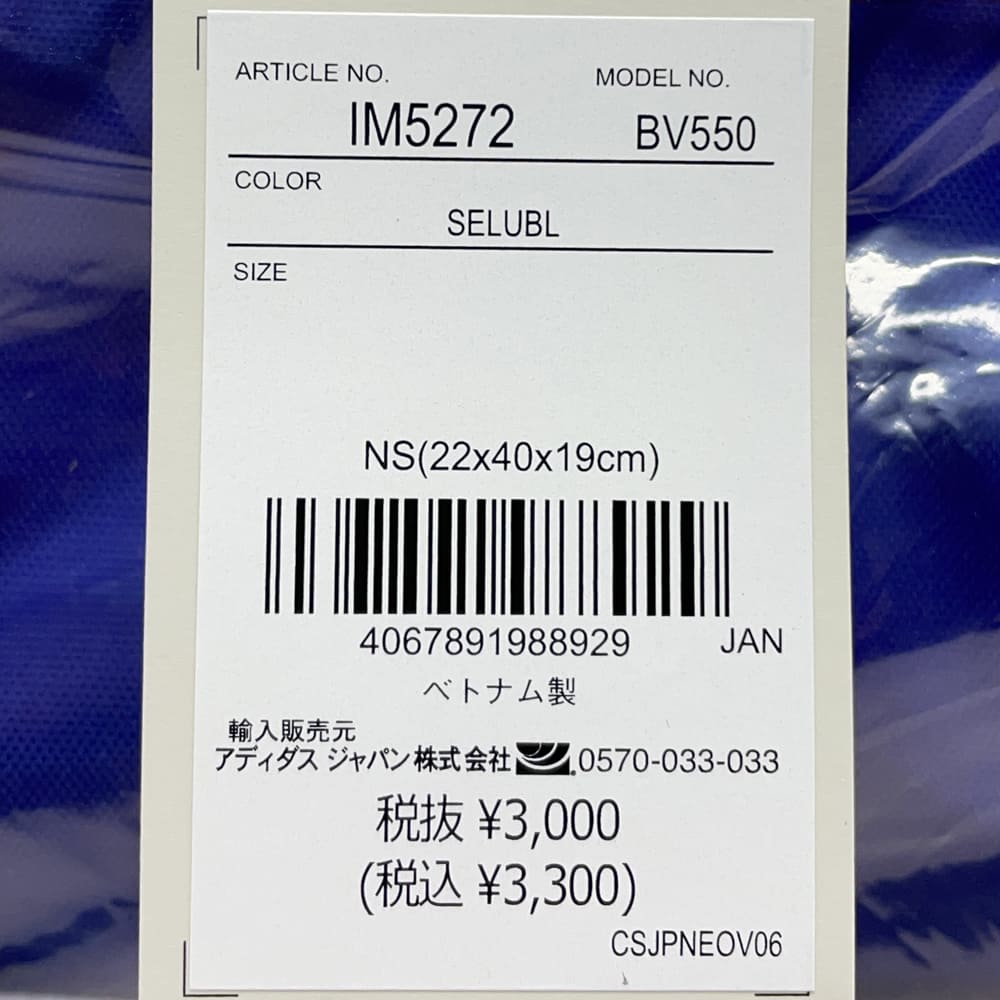 ARTICLE NO. MODEL NO.
IM5272 BV550
COLOR
SELUBL
SIZE
NS(22x40x19cm)
4067891988929 JAN
ベトナム製
輸入販売元
アディダス ジャパン株式会社 0570-033-033
税抜 ¥3,000
(税込 ¥3,300)
CSJPNEOV06